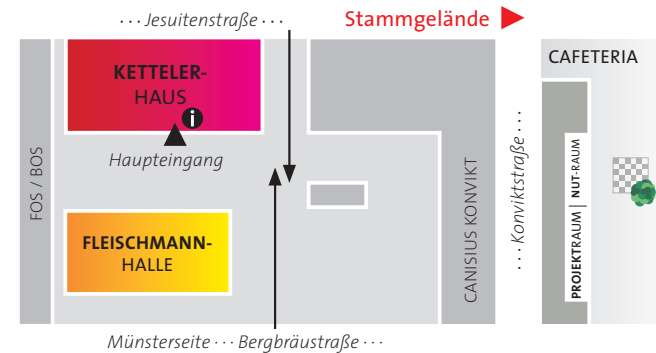 ··· Jesuitenstraße ···
Stammgelände
CAFETERIA
KETTELER-
HAUS
i
Haupteingang
FOS / BOS
FLEISCHMANN-
HALLE
CANISIUS KONVIKT
··· Konviktstraße ···
PROJEKTRAUM | NUT-RAUM
Münsterseite ··· Bergbräustraße ···